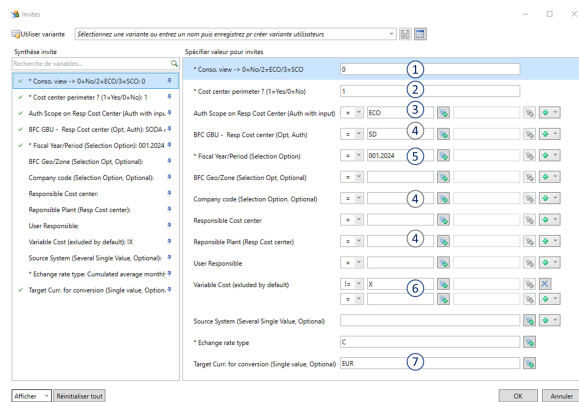 Invites
Utiliser variante Sélectionnez une variante ou entrez un nom puis enregistrez pr créer variante utilisateurs
Synthèse invite
Recherche de variables...
* Conso. view -> 0=No/2=ECO/3=SCO: 0
* Cost center perimeter ? (1=Yes/0=No): 1
Auth Scope on Resp Cost Center (Auth with inpu
BFC GBU - Resp Cost center (Opt, Auth): SODA
* Fiscal Year/Period (Selection Option): 001.2024
BFC Geo/Zone (Selection Opt, Optional):
Company code (Selection Option, Optional):
Responsible Cost center:
Reponsible Plant (Resp Cost center):
User Responsible:
Variable Cost (exluded by default): !X
Source System (Several Single Value, Optional):
* Echange rate type: Cumulated average monthl
Target Curr. for conversion (Single value, Option
Spécifier valeur pour invites
* Conso. view -> 0=No/2=ECO/3=SCO 0 1
* Cost center perimeter ? (1=Yes/0=No) 1 2
Auth Scope on Resp Cost Center (Auth with input) = ECO 3
BFC GBU - Resp Cost center (Opt, Auth) = SD 4
* Fiscal Year/Period (Selection Option) = 001.2024 5
BFC Geo/Zone (Selection Opt, Optional) =
Company code (Selection Option, Optional) = 4
Responsible Cost center =
Reponsible Plant (Resp Cost center) = 4
User Responsible =
Variable Cost (exluded by default) != X 6
=
Source System (Several Single Value, Optional)
* Echange rate type C
Target Curr. for conversion (Single value, Optional) EUR 7
Afficher Réinitialiser tout OK Annuler